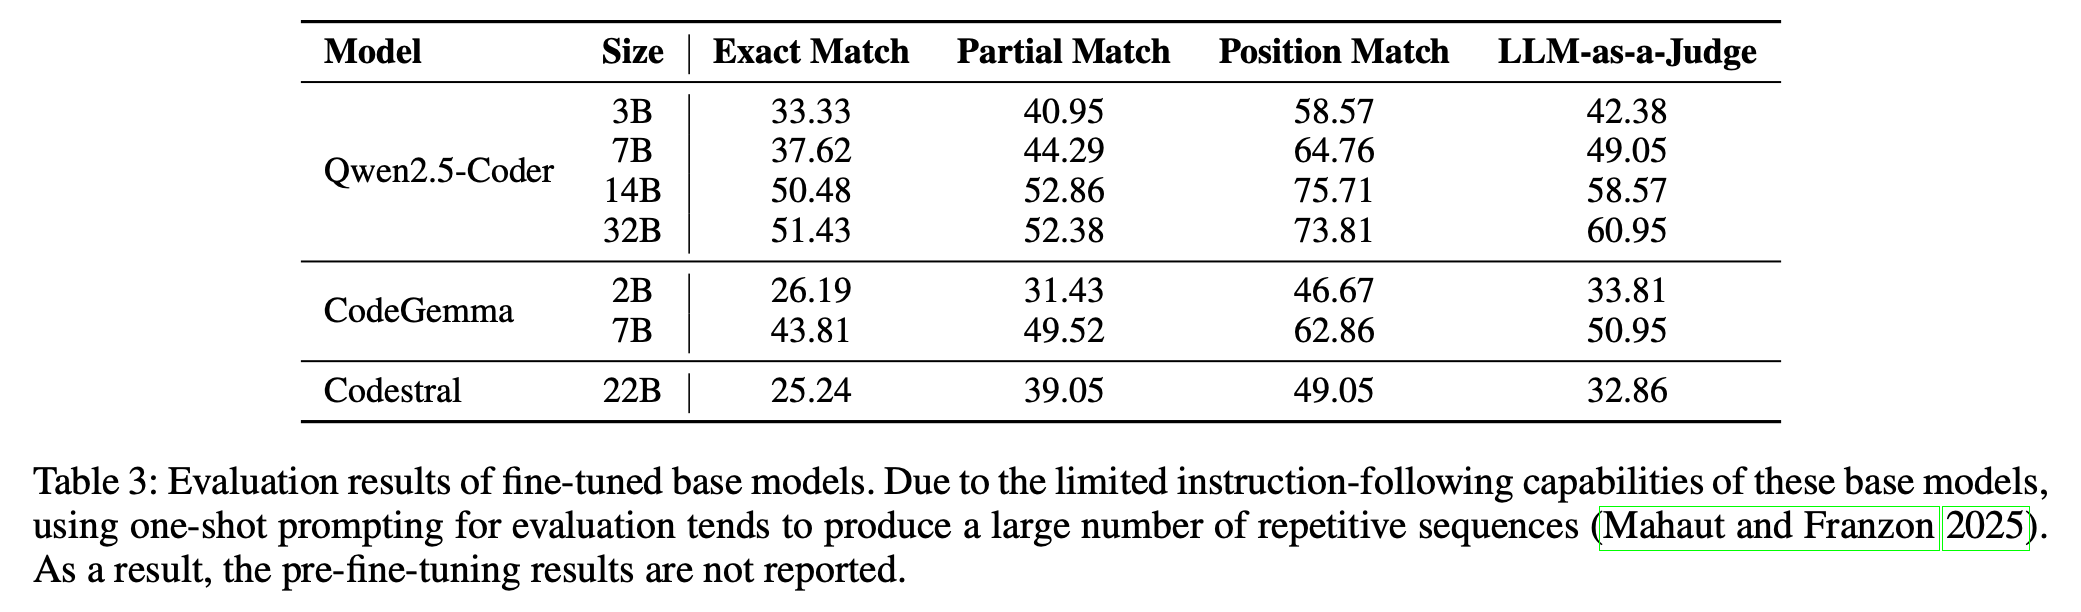 Model Size Exact Match Partial Match Position Match LLM-as-a-Judge
Qwen2.5-Coder
3B 33.33 40.95 58.57 42.38
7B 37.62 44.29 64.76 49.05
14B 50.48 52.86 75.71 58.57
32B 51.43 52.38 73.81 60.95
CodeGemma
2B 26.19 31.43 46.67 33.81
7B 43.81 49.52 62.86 50.95
Codestral 22B 25.24 39.05 49.05 32.86
Table 3: Evaluation results of fine-tuned base models. Due to the limited instruction-following capabilities of these base models,
using one-shot prompting for evaluation tends to produce a large number of repetitive sequences (Mahaut and Franzon 2025).
As a result, the pre-fine-tuning results are not reported.